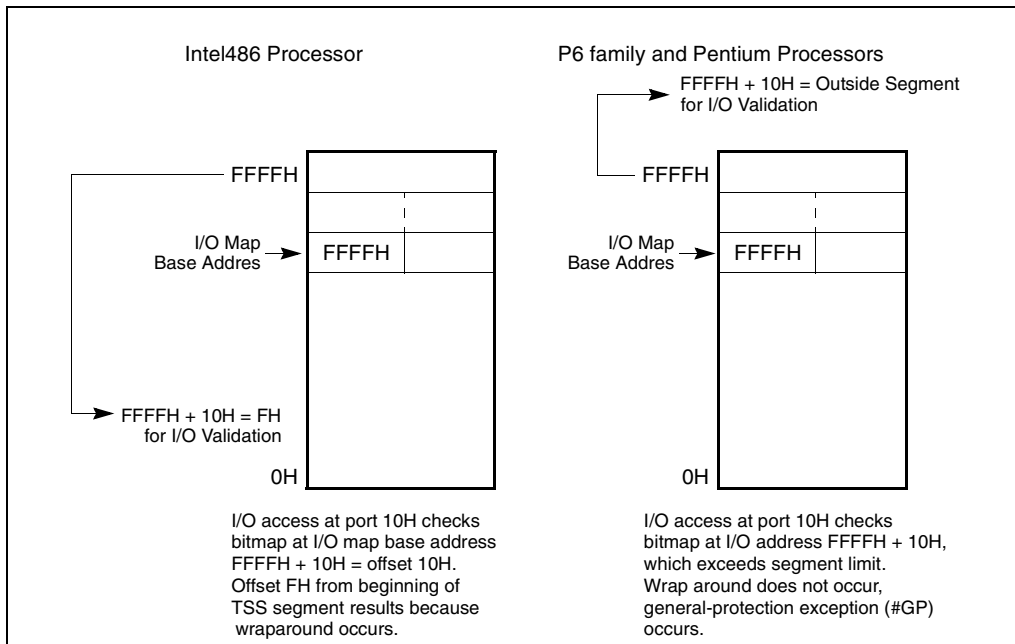 Intel486 Processor
FFFFH
I/O Map
Base Addres
FFFFH
FFFFH + 10H = FH
for I/O Validation
0H
I/O access at port 10H checks
bitmap at I/O map base address
FFFFH + 10H = offset 10H.
Offset FH from beginning of
TSS segment results because
wraparound occurs.
P6 family and Pentium Processors
FFFFH + 10H = Outside Segment
for I/O Validation
FFFFH
I/O Map
Base Addres
FFFFH
0H
I/O access at port 10H checks
bitmap at I/O address FFFFH + 10H,
which exceeds segment limit.
Wrap around does not occur,
general-protection exception (#GP)
occurs.